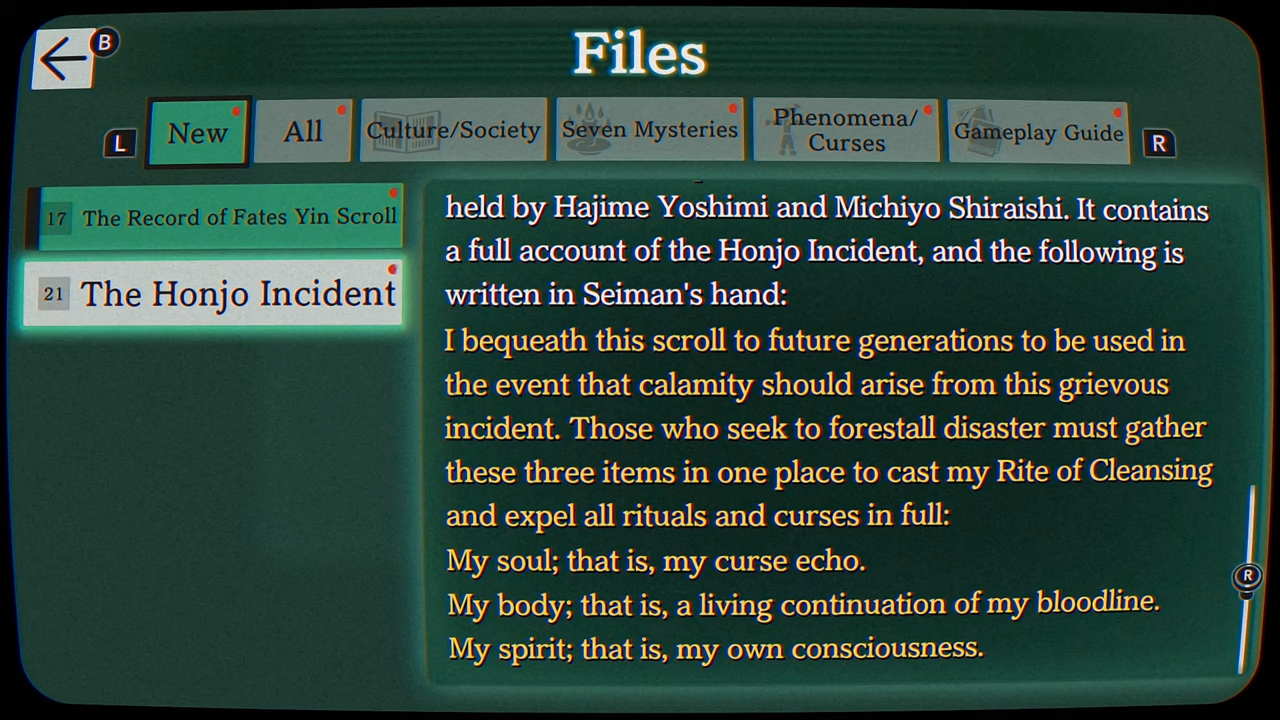 B
Files
L
New
All
Culture/Society
Seven Mysteries
Phenomena/
Curses
Gameplay Guide
R
17 The Record of Fates Yin Scroll
21 The Honjo Incident
held by Hajime Yoshimi and Michiyo Shiraishi. It contains
a full account of the Honjo Incident, and the following is
written in Seiman's hand:
I bequeath this scroll to future generations to be used in
the event that calamity should arise from this grievous
incident. Those who seek to forestall disaster must gather
these three items in one place to cast my Rite of Cleansing
and expel all rituals and curses in full:
My soul; that is, my curse echo.
My body; that is, a living continuation of my bloodline.
My spirit; that is, my own consciousness.
R